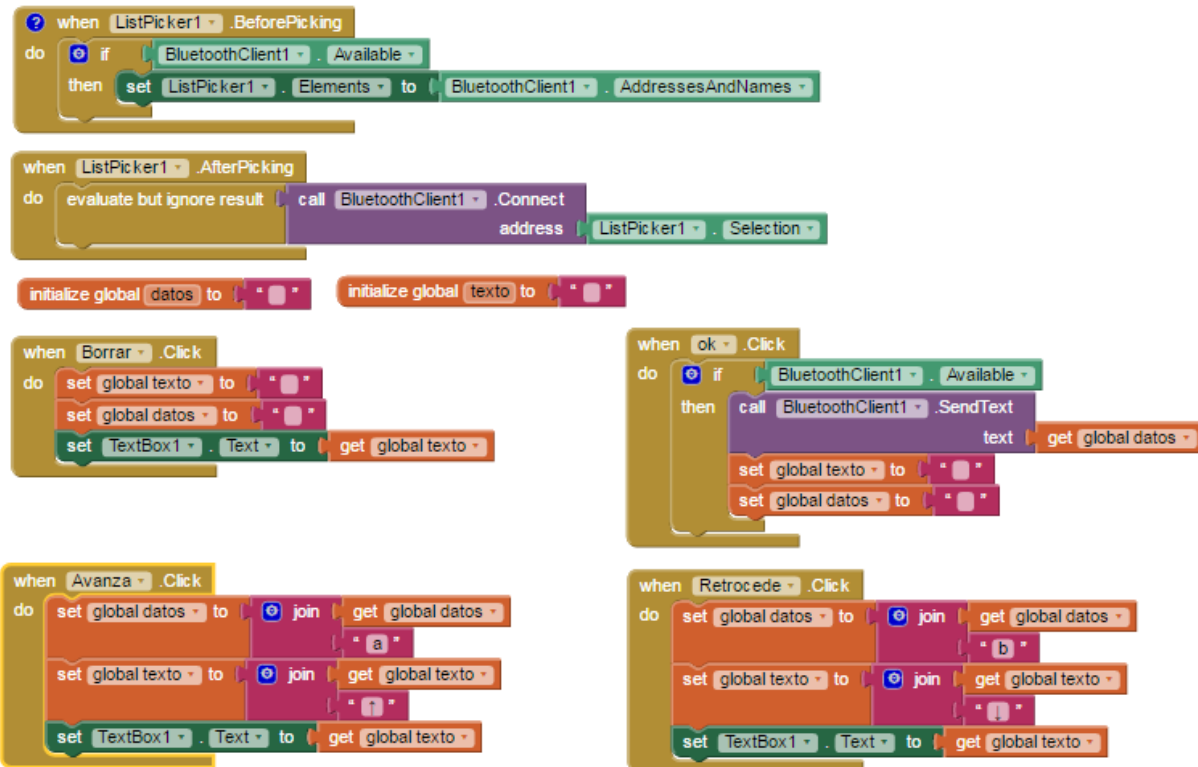 ? when ListPicker1 .BeforePicking
do if BluetoothClient1 . Available
then set ListPicker1 . Elements to BluetoothClient1 . AddressesAndNames
when ListPicker1 .AfterPicking
do evaluate but ignore result call BluetoothClient1 .Connect
address ListPicker1 . Selection
initialize global datos to " "
initialize global texto to " "
when Borrar .Click
do set global texto to " "
set global datos to " "
set TextBox1 . Text to get global texto
when ok .Click
do if BluetoothClient1 . Available
then call BluetoothClient1 .SendText
text get global datos
set global texto to " "
set global datos to " "
when Avanza .Click
do set global datos to join get global datos
" a "
set global texto to join get global texto
" ↑ "
set TextBox1 . Text to get global texto
when Retrocede .Click
do set global datos to join get global datos
" b "
set global texto to join get global texto
" ↓ "
set TextBox1 . Text to get global texto